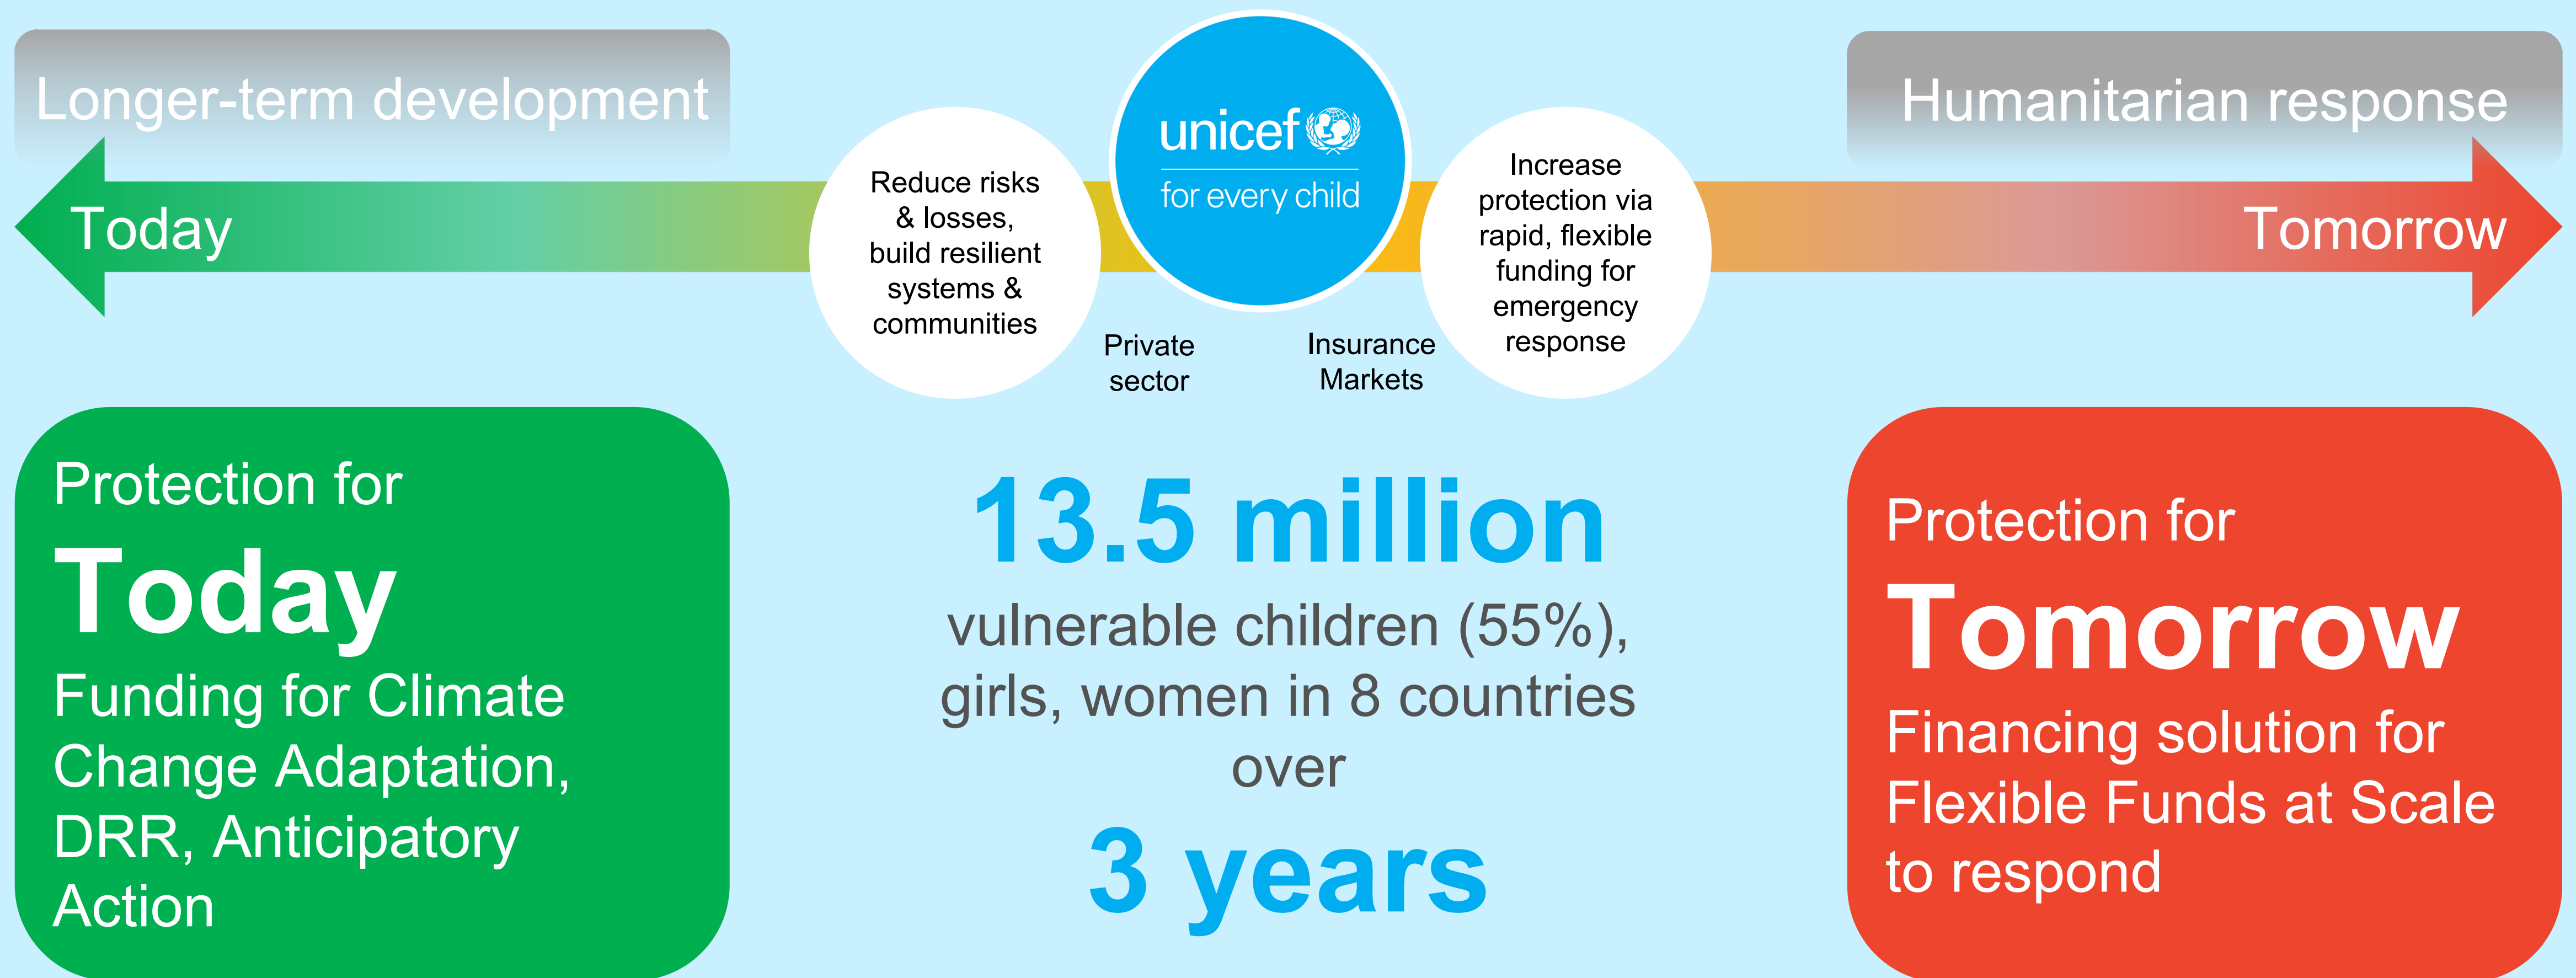 Longer-term development
Today
Reduce risks
& losses,
build resilient
systems &
communities
unicef
for every child
Increase
protection via
rapid, flexible
funding for
emergency
response
Humanitarian response
Tomorrow
Private
sector
Insurance
Markets
Protection for
Today
Funding for Climate
Change Adaptation,
DRR, Anticipatory
Action
13.5 million
vulnerable children (55%),
girls, women in 8 countries
over
3 years
Protection for
Tomorrow
Financing solution for
Flexible Funds at Scale
to respond